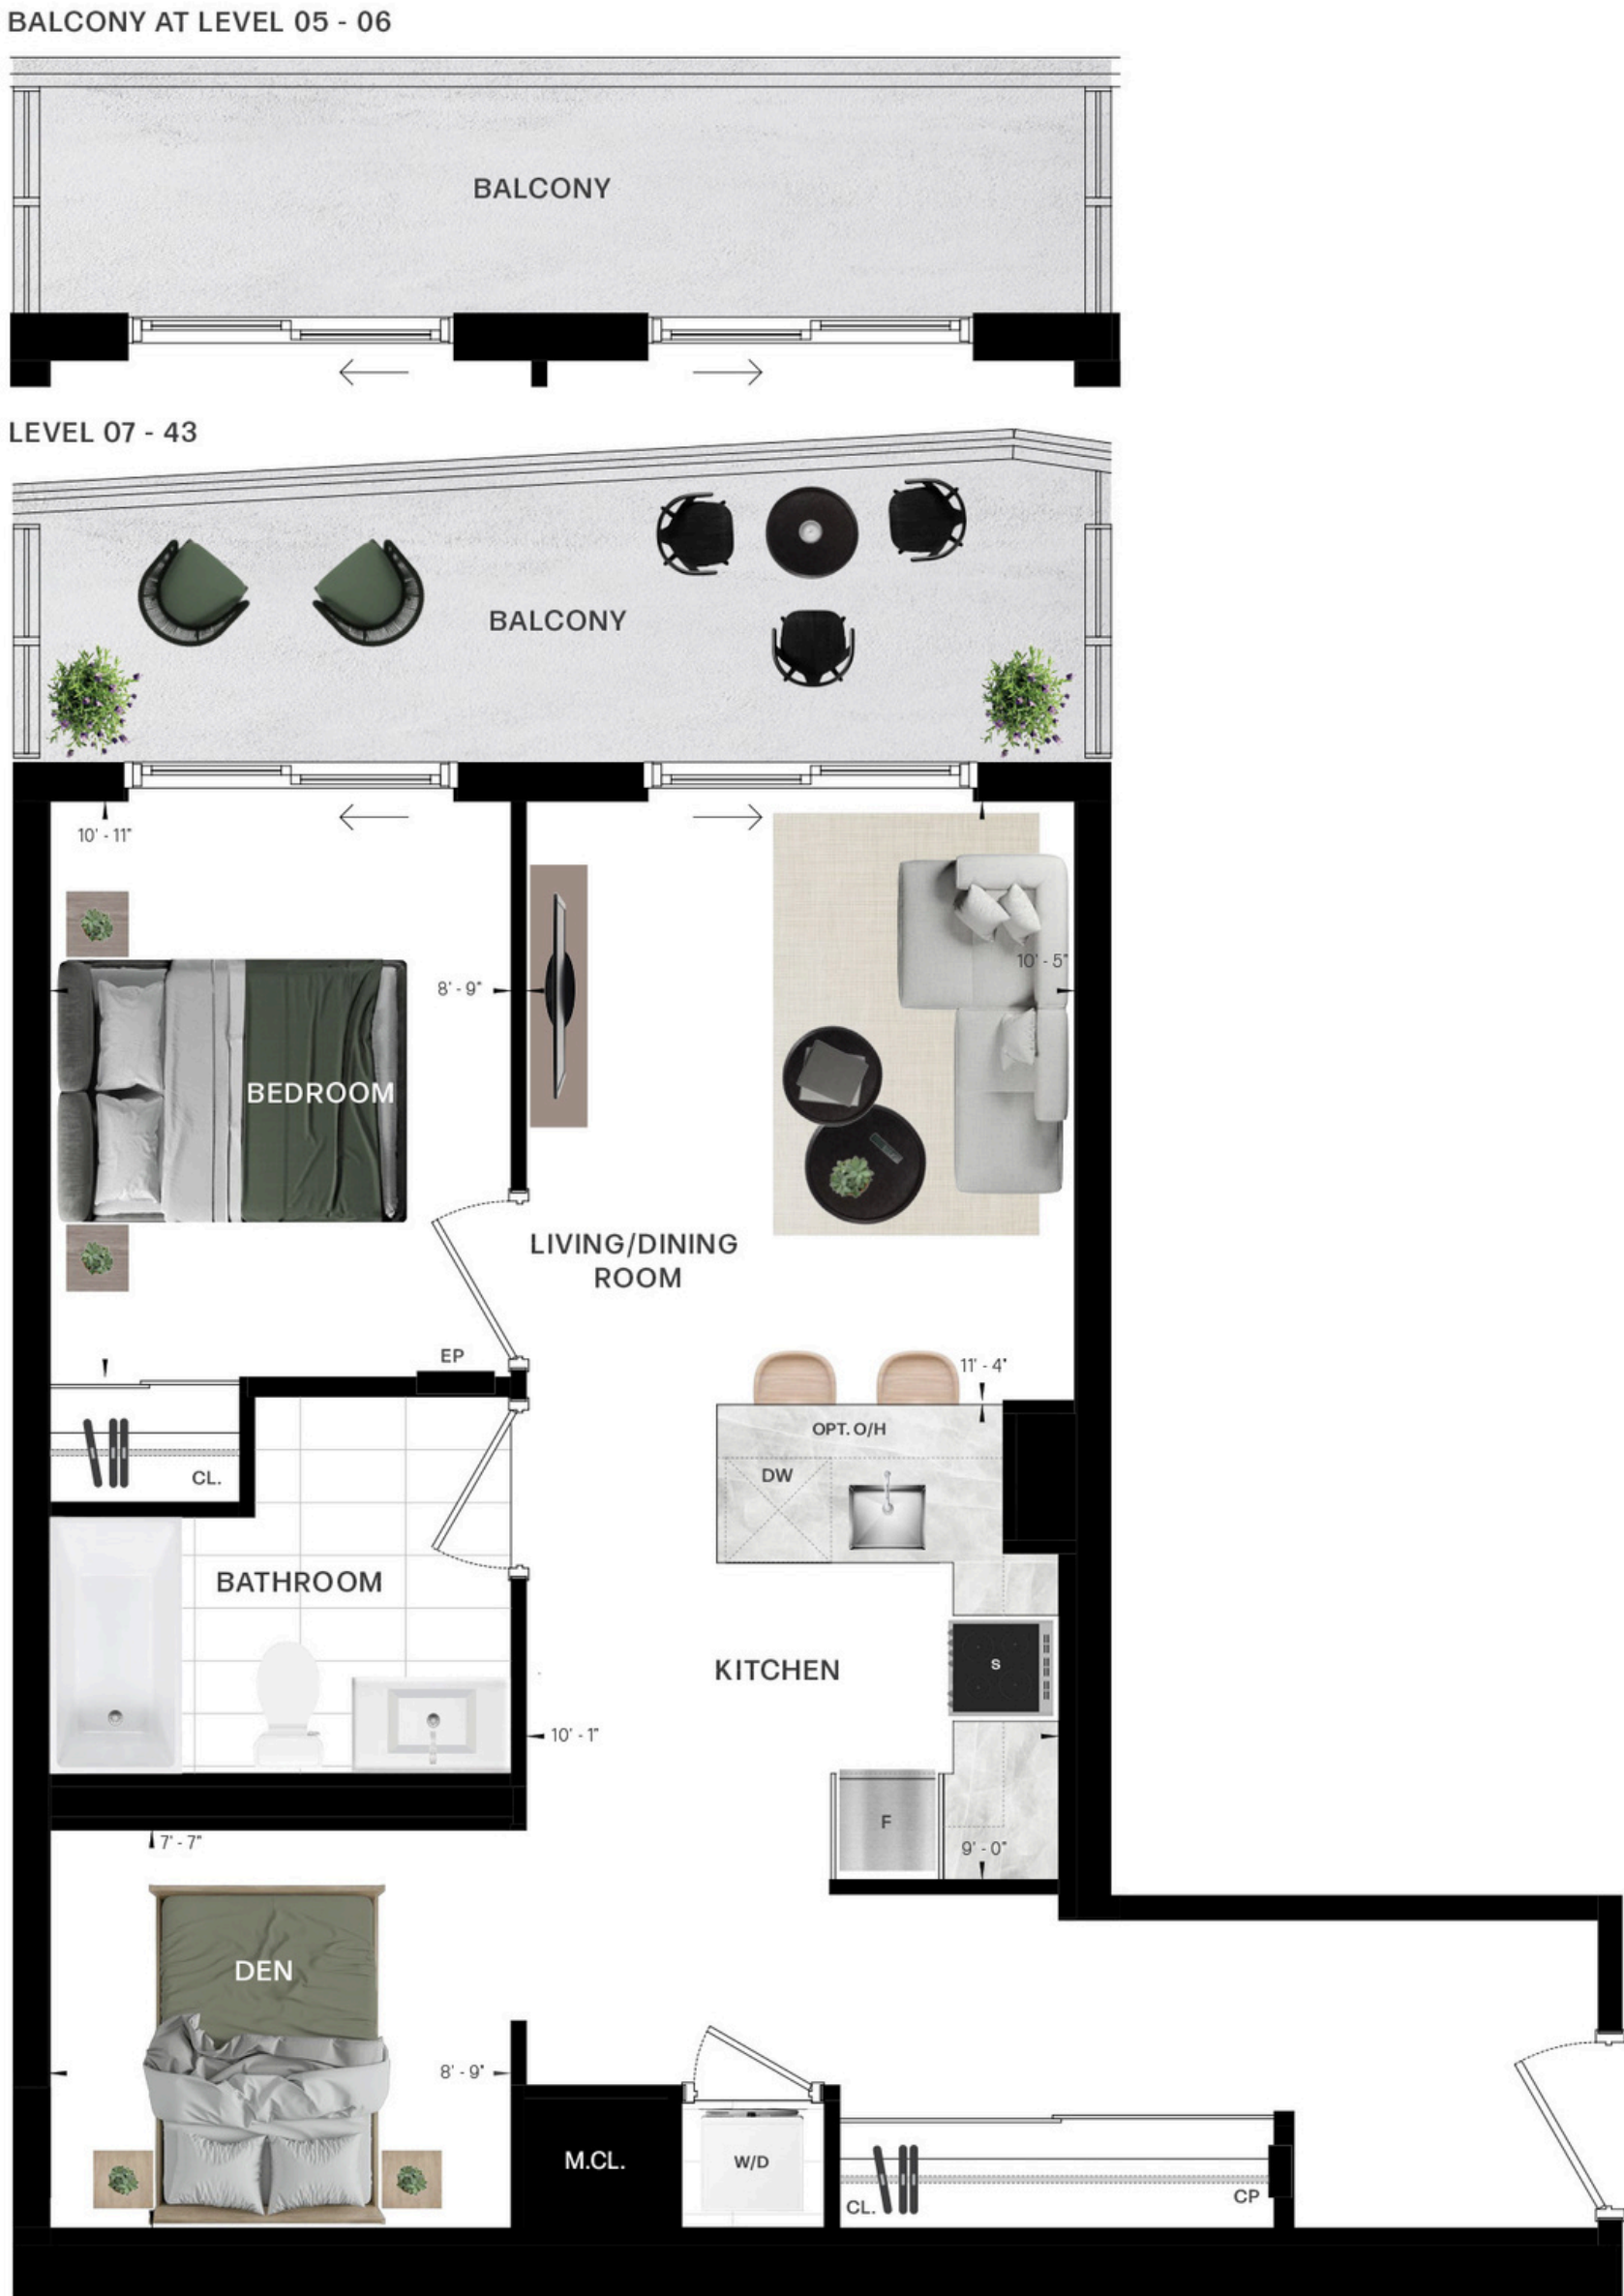 BALCONY AT LEVEL 05 - 06
BALCONY
LEVEL 07 - 43
BALCONY
10' - 11"
10' - 5"
8' - 9"
BEDROOM
LIVING/DINING
ROOM
EP
11' - 4"
OPT. O/H
DW
CL.
BATHROOM
S
KITCHEN
10' - 1"
F
7' - 7"
9' - 0"
DEN
8' - 9"
M.CL.
W/D
CP
CL.